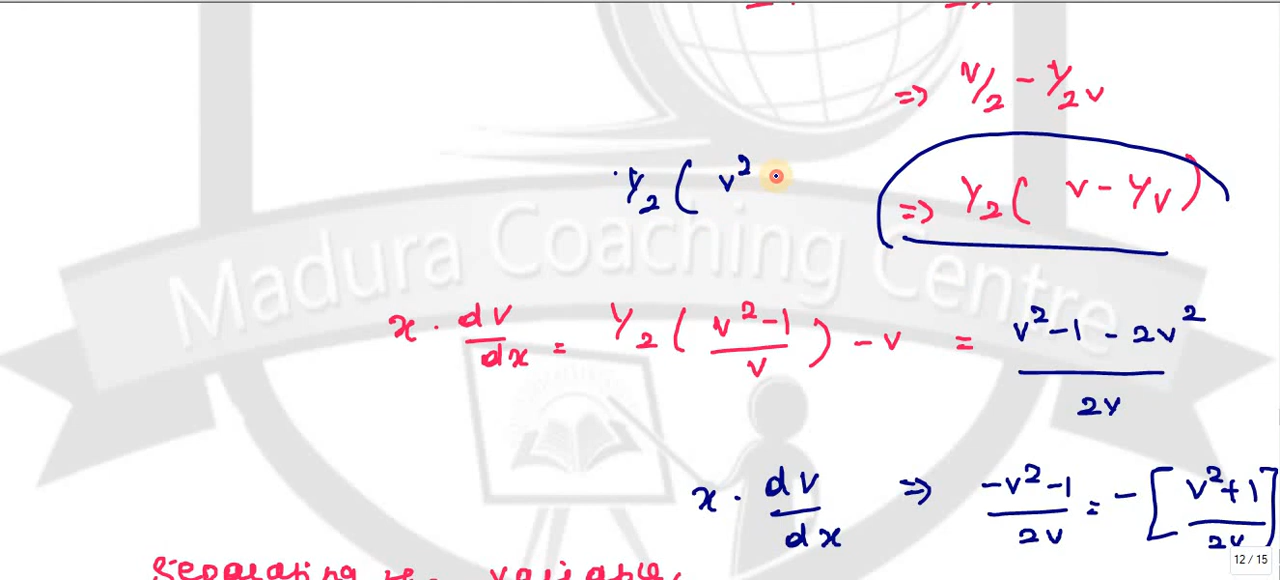 => v/2 - 1/2v
1/2 ( v²
=> 1/2 ( v - 1/v )
Madura Coaching Centre
x . dv/dx = 1/2 ( (v² - 1)/v ) - v = (v² - 1 - 2v²)/2v
x . dv/dx => (-v² - 1)/2v = - [ (v² + 1)/2v ]
12 / 15
Separating the variable,